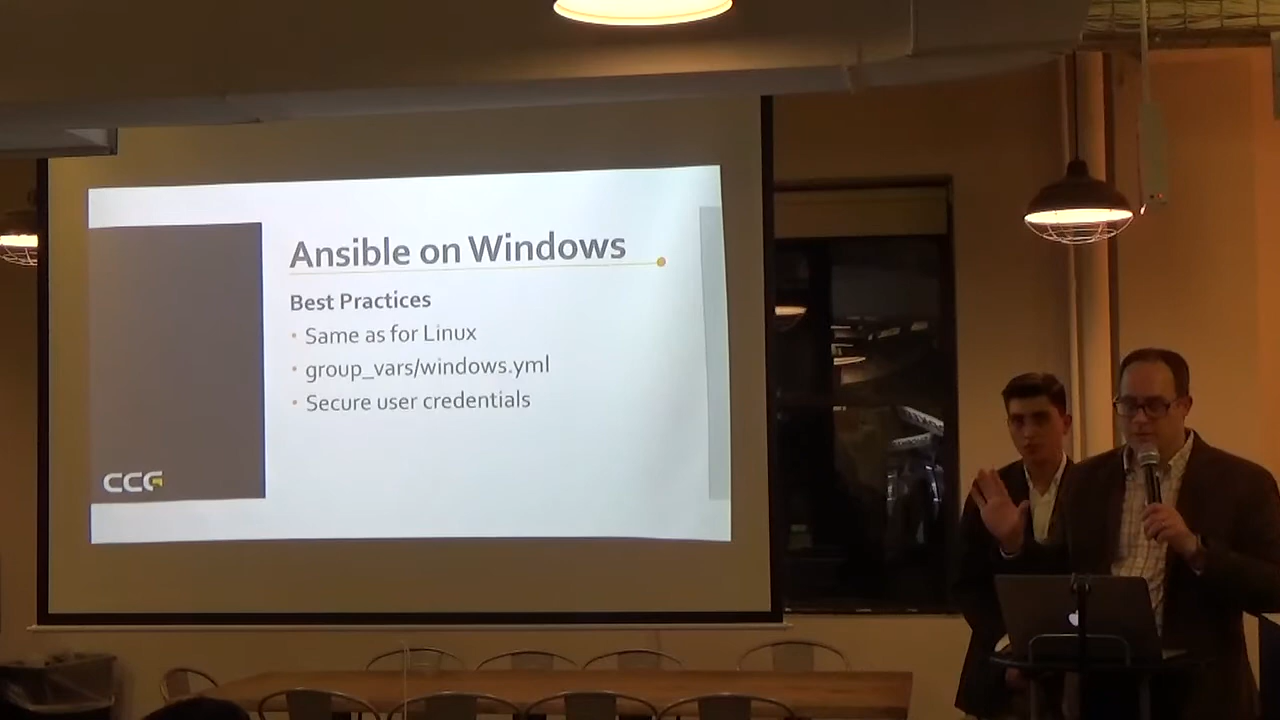 Ansible on Windows
Best Practices
• Same as for Linux
• group_vars/windows.yml
• Secure user credentials
CCG